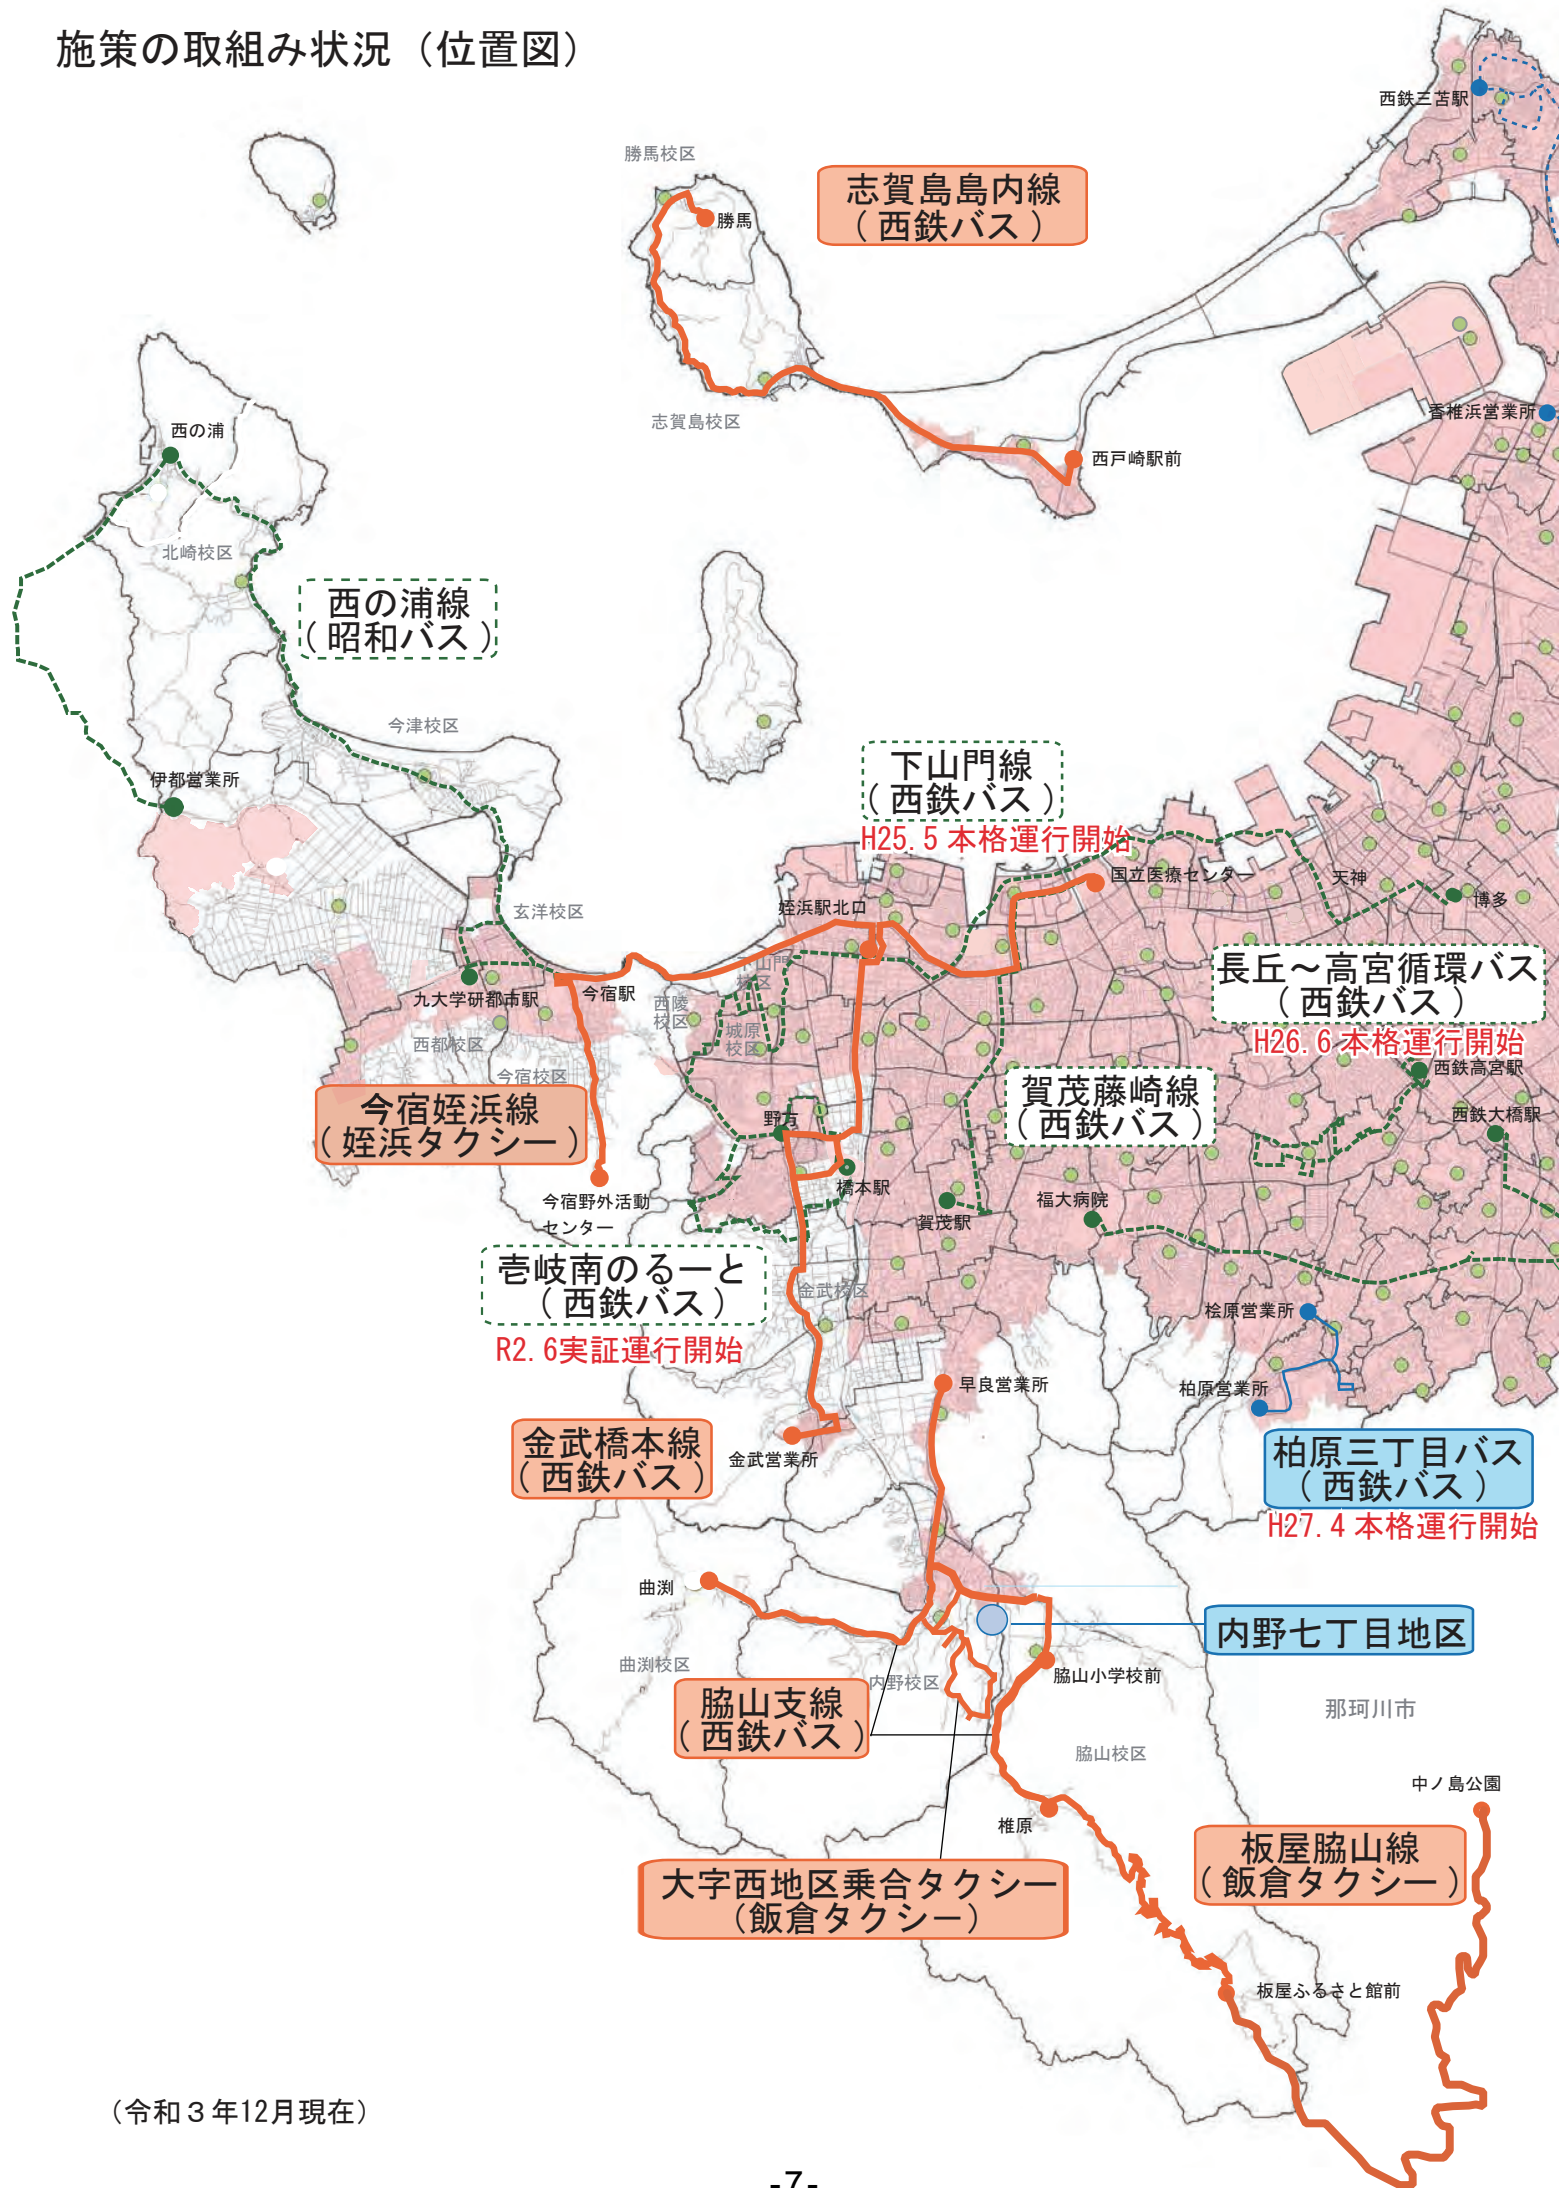 施策の取組み状況（位置図）
西鉄三苫駅
勝馬校区
志賀島島内線
（西鉄バス）
勝馬
香椎浜営業所
志賀島校区
西の浦
西戸崎駅前
北崎校区
西の浦線
（昭和バス）
今津校区
下山門線
（西鉄バス）
H25.5本格運行開始
伊都営業所
国立医療センター
天神
博多
姪浜駅北口
玄洋校区
下山門
校区
長丘～高宮循環バス
（西鉄バス）
H26.6本格運行開始
九大学研都市駅
今宿駅
西陵
校区
城原
校区
西都校区
今宿校区
西鉄高宮駅
今宿姪浜線
（姪浜タクシー）
賀茂藤崎線
（西鉄バス）
野方
西鉄大橋駅
橋本駅
今宿野外活動
センター
賀茂駅
福大病院
壱岐南のるーと
（西鉄バス）
R2.6実証運行開始
金武校区
桧原営業所
早良営業所
柏原営業所
金武橋本線
（西鉄バス）
金武営業所
柏原三丁目バス
（西鉄バス）
H27.4本格運行開始
曲渕
内野七丁目地区
曲渕校区
内野校区
脇山小学校前
脇山支線
（西鉄バス）
那珂川市
脇山校区
中ノ島公園
椎原
板屋脇山線
（飯倉タクシー）
大字西地区乗合タクシー
（飯倉タクシー）
板屋ふるさと館前
（令和３年12月現在）
-7-